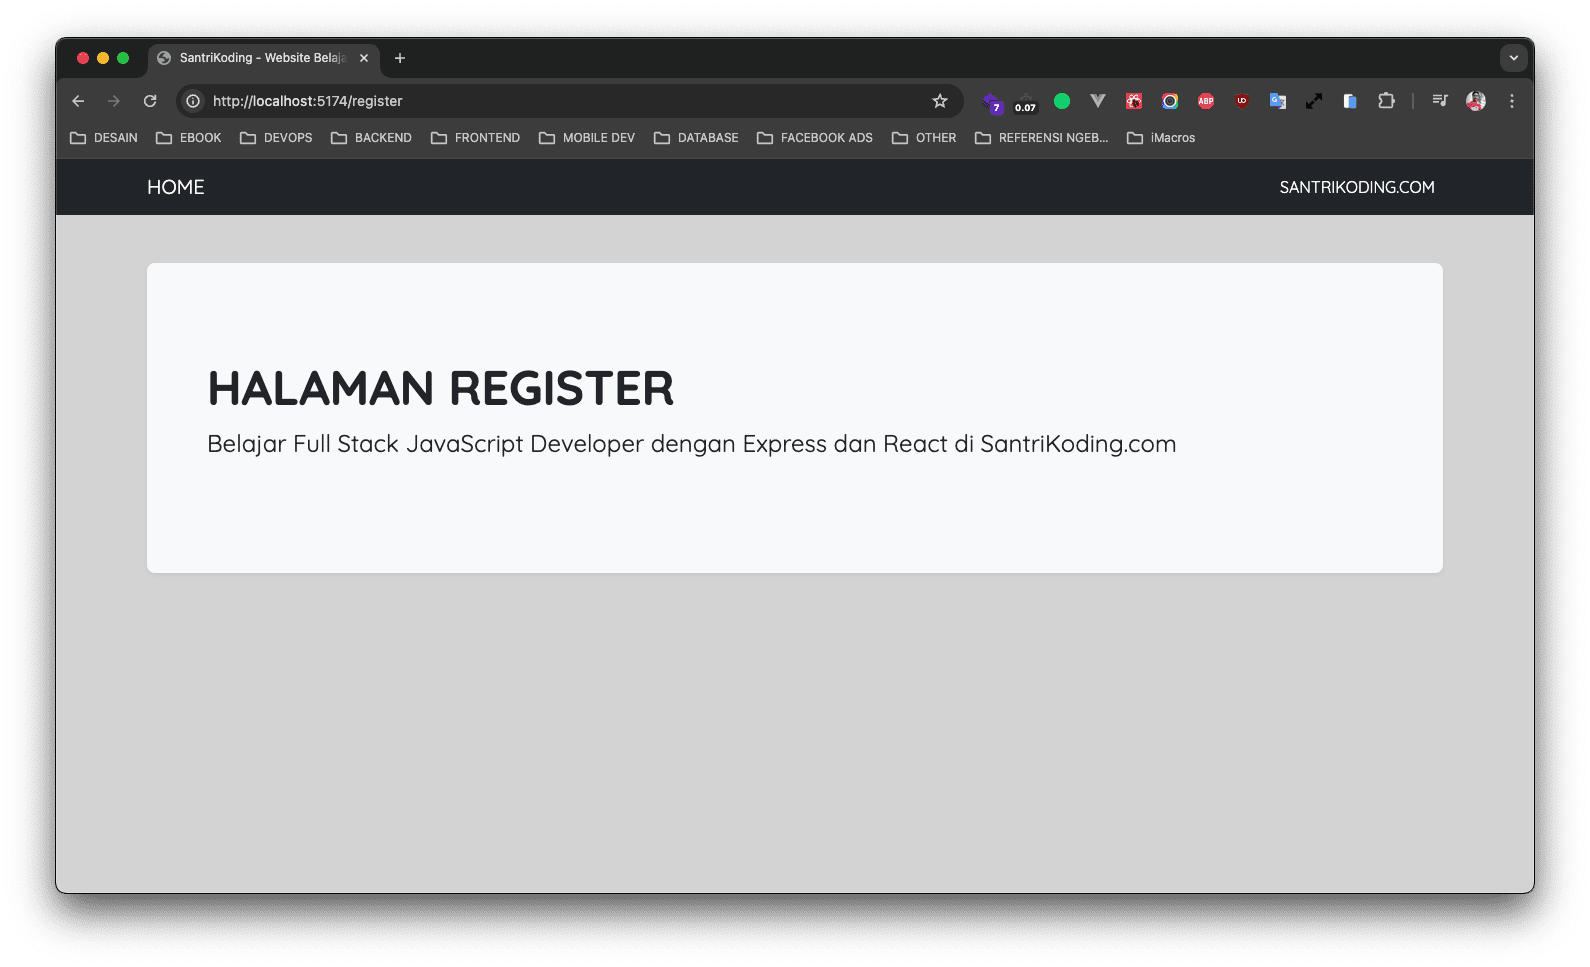 SantriKoding - Website Belaja
http://localhost:5174/register
7
0.07
ABP
DESAIN EBOOK DEVOPS BACKEND FRONTEND MOBILE DEV DATABASE FACEBOOK ADS OTHER REFERENSI NGEB... iMacros
HOME SANTRIKODING.COM
HALAMAN REGISTER
Belajar Full Stack JavaScript Developer dengan Express dan React di SantriKoding.com